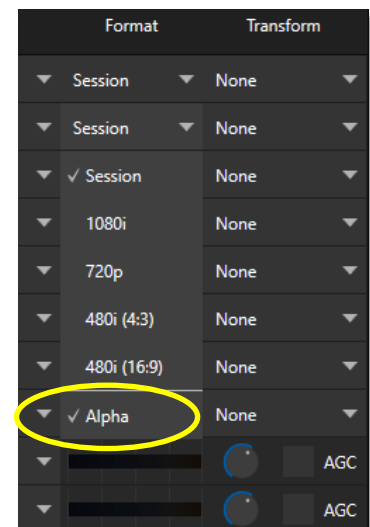 Format Transform
Session None
Session None
✓ Session None
1080i None
720p None
480i (4:3) None
480i (16:9) None
✓ Alpha None
AGC
AGC